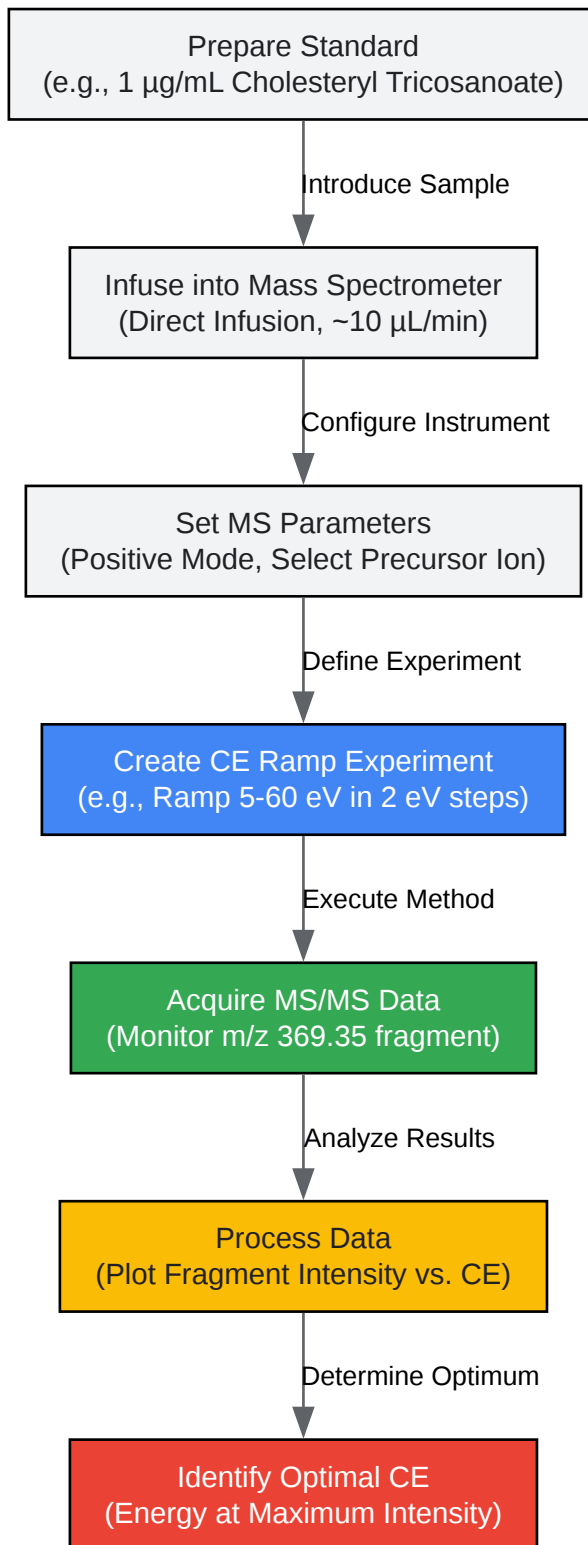 Prepare Standard
(e.g., 1 µg/mL Cholesteryl Tricosanoate)
Introduce Sample
Infuse into Mass Spectrometer
(Direct Infusion, ~10 µL/min)
Configure Instrument
Set MS Parameters
(Positive Mode, Select Precursor Ion)
Define Experiment
Create CE Ramp Experiment
(e.g., Ramp 5-60 eV in 2 eV steps)
Execute Method
Acquire MS/MS Data
(Monitor m/z 369.35 fragment)
Analyze Results
Process Data
(Plot Fragment Intensity vs. CE)
Determine Optimum
Identify Optimal CE
(Energy at Maximum Intensity)